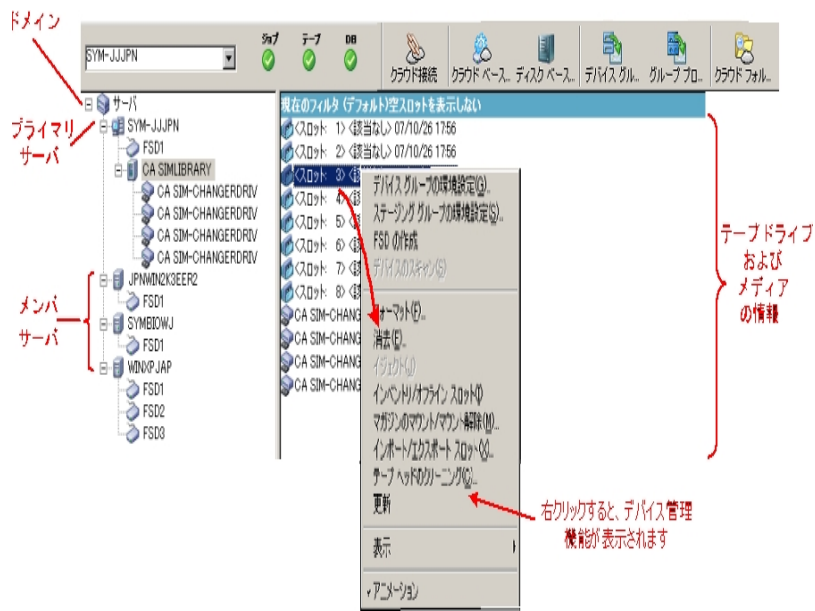 ドメイン
SYM-JJJPN
ジョブ
テープ
DB
クラウド接続
クラウド ベース...
ディスク ベース...
デバイス グル...
グループ プロ...
クラウド フォル...
サーバ
プライマリ
サーバ
SYM-JJJPN
FSD1
CA SIMLIBRARY
CA SIM-CHANGERDRIV
CA SIM-CHANGERDRIV
CA SIM-CHANGERDRIV
CA SIM-CHANGERDRIV
メンバ
サーバ
JPNWIN2K3EER2
FSD1
SYMBIOWJ
FSD1
WINXPJAP
FSD1
FSD2
FSD3
現在のフィルタ (デフォルト)空スロットを表示しない
<スロット: 1> <該当なし> 07/10/26 17:56
<スロット: 2> <該当なし> 07/10/26 17:56
<スロット: 3> <該
<スロット: 4> <該
<スロット: 5> <該
<スロット: 6> <該
<スロット: 7> <該
<スロット: 8> <該
CA SIM-CHANG
CA SIM-CHANG
CA SIM-CHANG
CA SIM-CHANG
デバイス グループの環境設定(G)...
ステージング グループの環境設定(S)...
FSD の作成
デバイスのスキャン(S)
フォーマット(F)...
消去(E)...
イジェクト(J)
インベントリ/オフライン スロット(I)
マガジンのマウント/マウント解除(M)...
インポート/エクスポート スロット(X)...
テープ ヘッドのクリーニング(C)...
更新
表示
アニメーション
テープドライブ
および
メディア
の情報
右クリックすると、デバイス管理
機能が表示されます